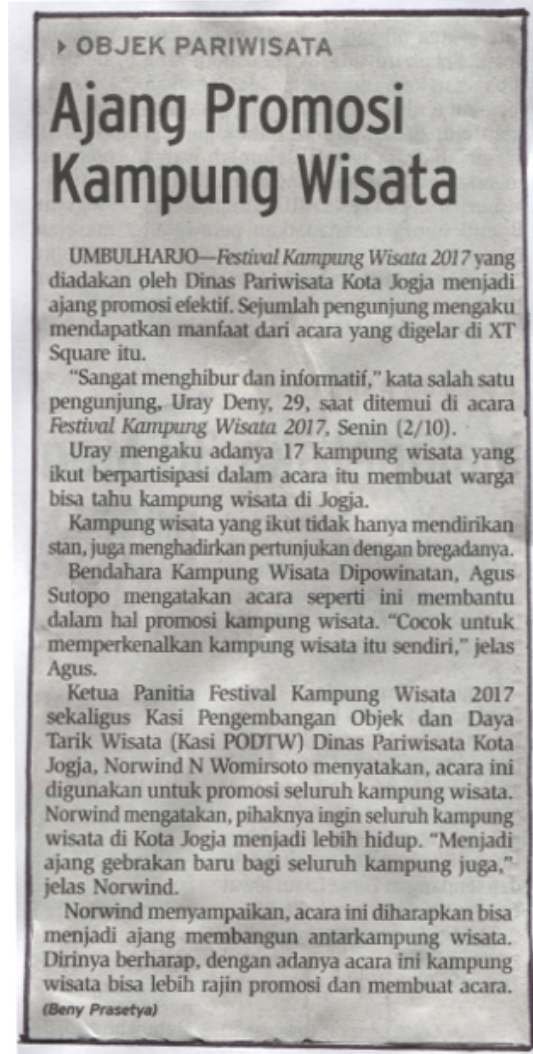 ▸ OBJEK PARIWISATA
Ajang Promosi
Kampung Wisata
UMBULHARJO—Festival Kampung Wisata 2017 yang
diadakan oleh Dinas Pariwisata Kota Jogja menjadi
ajang promosi efektif. Sejumlah pengunjung mengaku
mendapatkan manfaat dari acara yang digelar di XT
Square itu.
“Sangat menghibur dan informatif,” kata salah satu
pengunjung, Uray Deny, 29, saat ditemui di acara
Festival Kampung Wisata 2017, Senin (2/10).
Uray mengaku adanya 17 kampung wisata yang
ikut berpartisipasi dalam acara itu membuat warga
bisa tahu kampung wisata di Jogja.
Kampung wisata yang ikut tidak hanya mendirikan
stan, juga menghadirkan pertunjukan dengan bregadanya.
Bendahara Kampung Wisata Dipowinatan, Agus
Sutopo mengatakan acara seperti ini membantu
dalam hal promosi kampung wisata. “Cocok untuk
memperkenalkan kampung wisata itu sendiri,” jelas
Agus.
Ketua Panitia Festival Kampung Wisata 2017
sekaligus Kasi Pengembangan Objek dan Daya
Tarik Wisata (Kasi PODTW) Dinas Pariwisata Kota
Jogja, Norwind N Womirsoto menyatakan, acara ini
digunakan untuk promosi seluruh kampung wisata.
Norwind mengatakan, pihaknya ingin seluruh kampung
wisata di Kota Jogja menjadi lebih hidup. “Menjadi
ajang gebrakan baru bagi seluruh kampung juga,”
jelas Norwind.
Norwind menyampaikan, acara ini diharapkan bisa
menjadi ajang membangun antarkampung wisata.
Dirinya berharap, dengan adanya acara ini kampung
wisata bisa lebih rajin promosi dan membuat acara.
(Beny Prasetya)